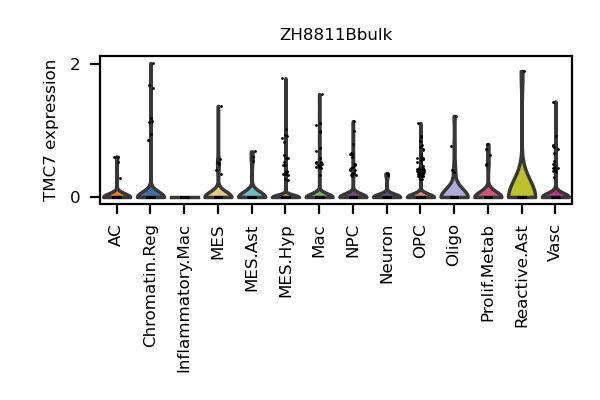 ZH8811Bbulk
TMC7 expression
2
0
AC
Chromatin.Reg
Inflammatory.Mac
MES
MES.Ast
MES.Hyp
Mac
NPC
Neuron
OPC
Oligo
Prolif.Metab
Reactive.Ast
Vasc